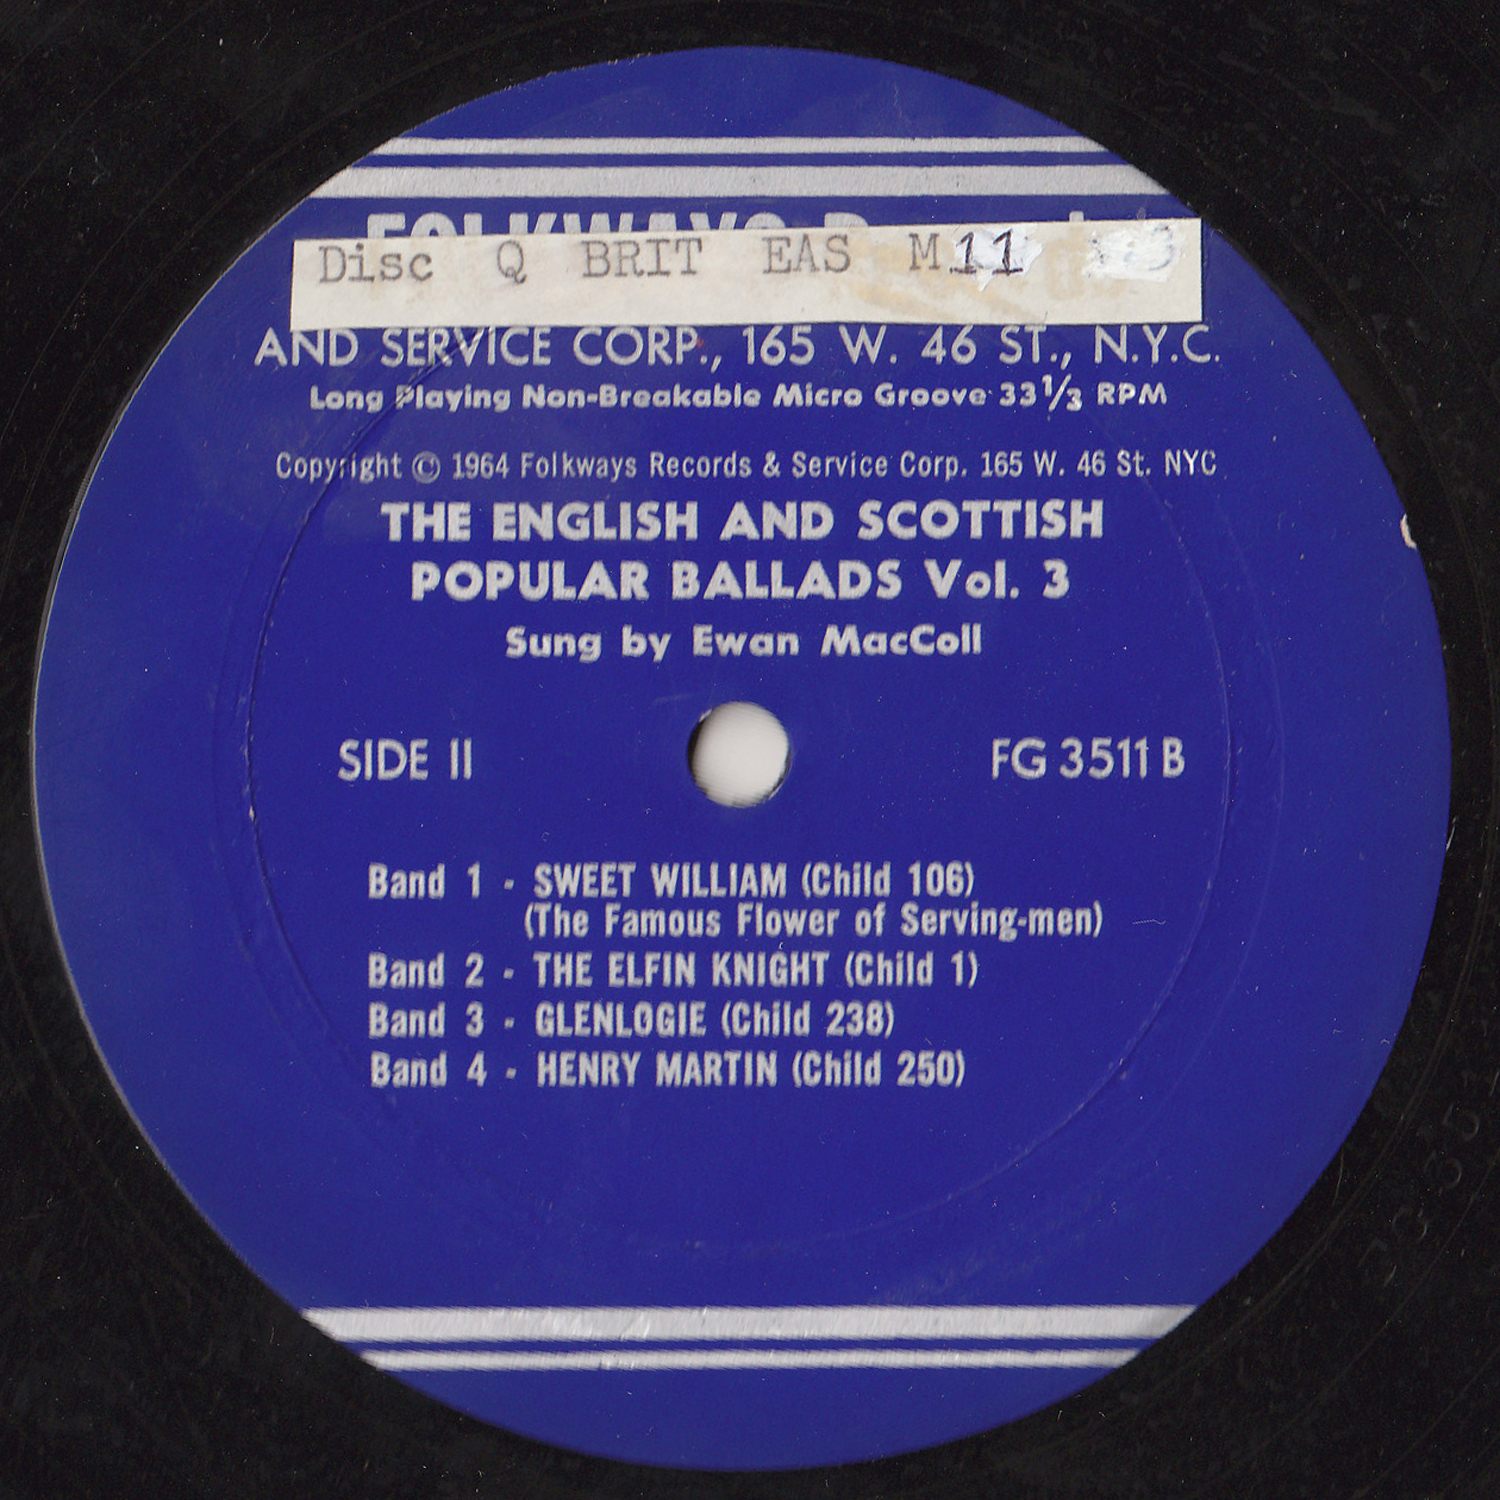 FOLKWAYS Records
Disc Q BRIT EAS M11
AND SERVICE CORP., 165 W. 46 ST., N.Y.C.
Long Playing Non-Breakable Micro Groove 33 1/3 RPM
Copyright © 1964 Folkways Records & Service Corp. 165 W. 46 St. NYC
THE ENGLISH AND SCOTTISH
POPULAR BALLADS Vol. 3
Sung by Ewan MacColl
SIDE II FG 3511 B
Band 1 - SWEET WILLIAM (Child 106)
(The Famous Flower of Serving-men)
Band 2 - THE ELFIN KNIGHT (Child 1)
Band 3 - GLENLOGIE (Child 238)
Band 4 - HENRY MARTIN (Child 250)